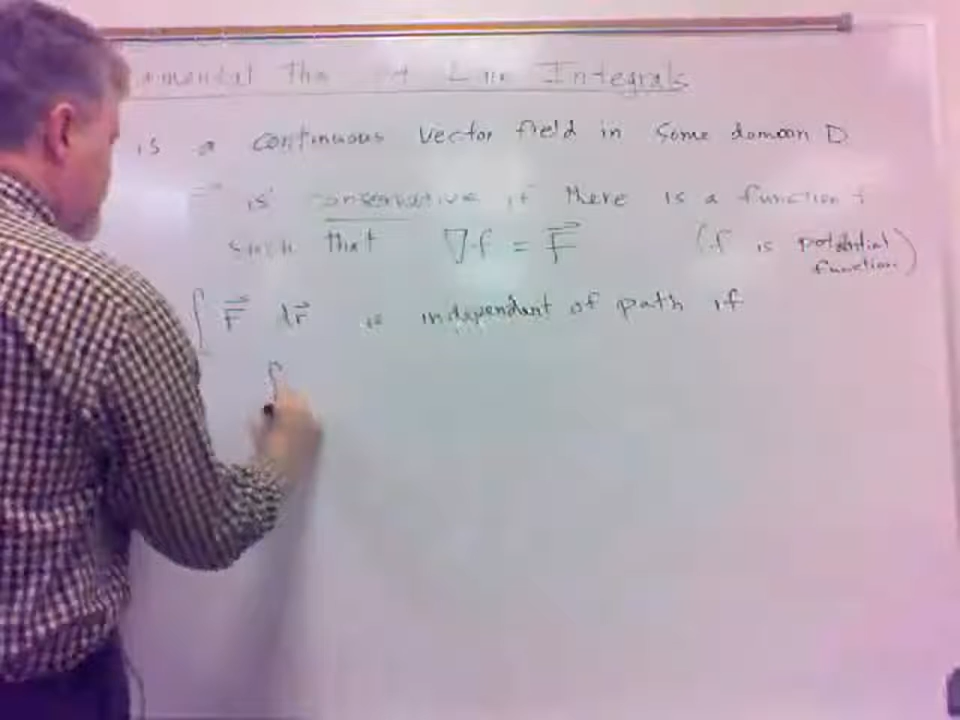 amental Thm of Line Integrals
is a continuous vector field in some domain D
is conservative if there is a function f
such that ∇f = F⃗ (f is potential
function)
∫ F⃗ dr⃗ is independent of path if
∫